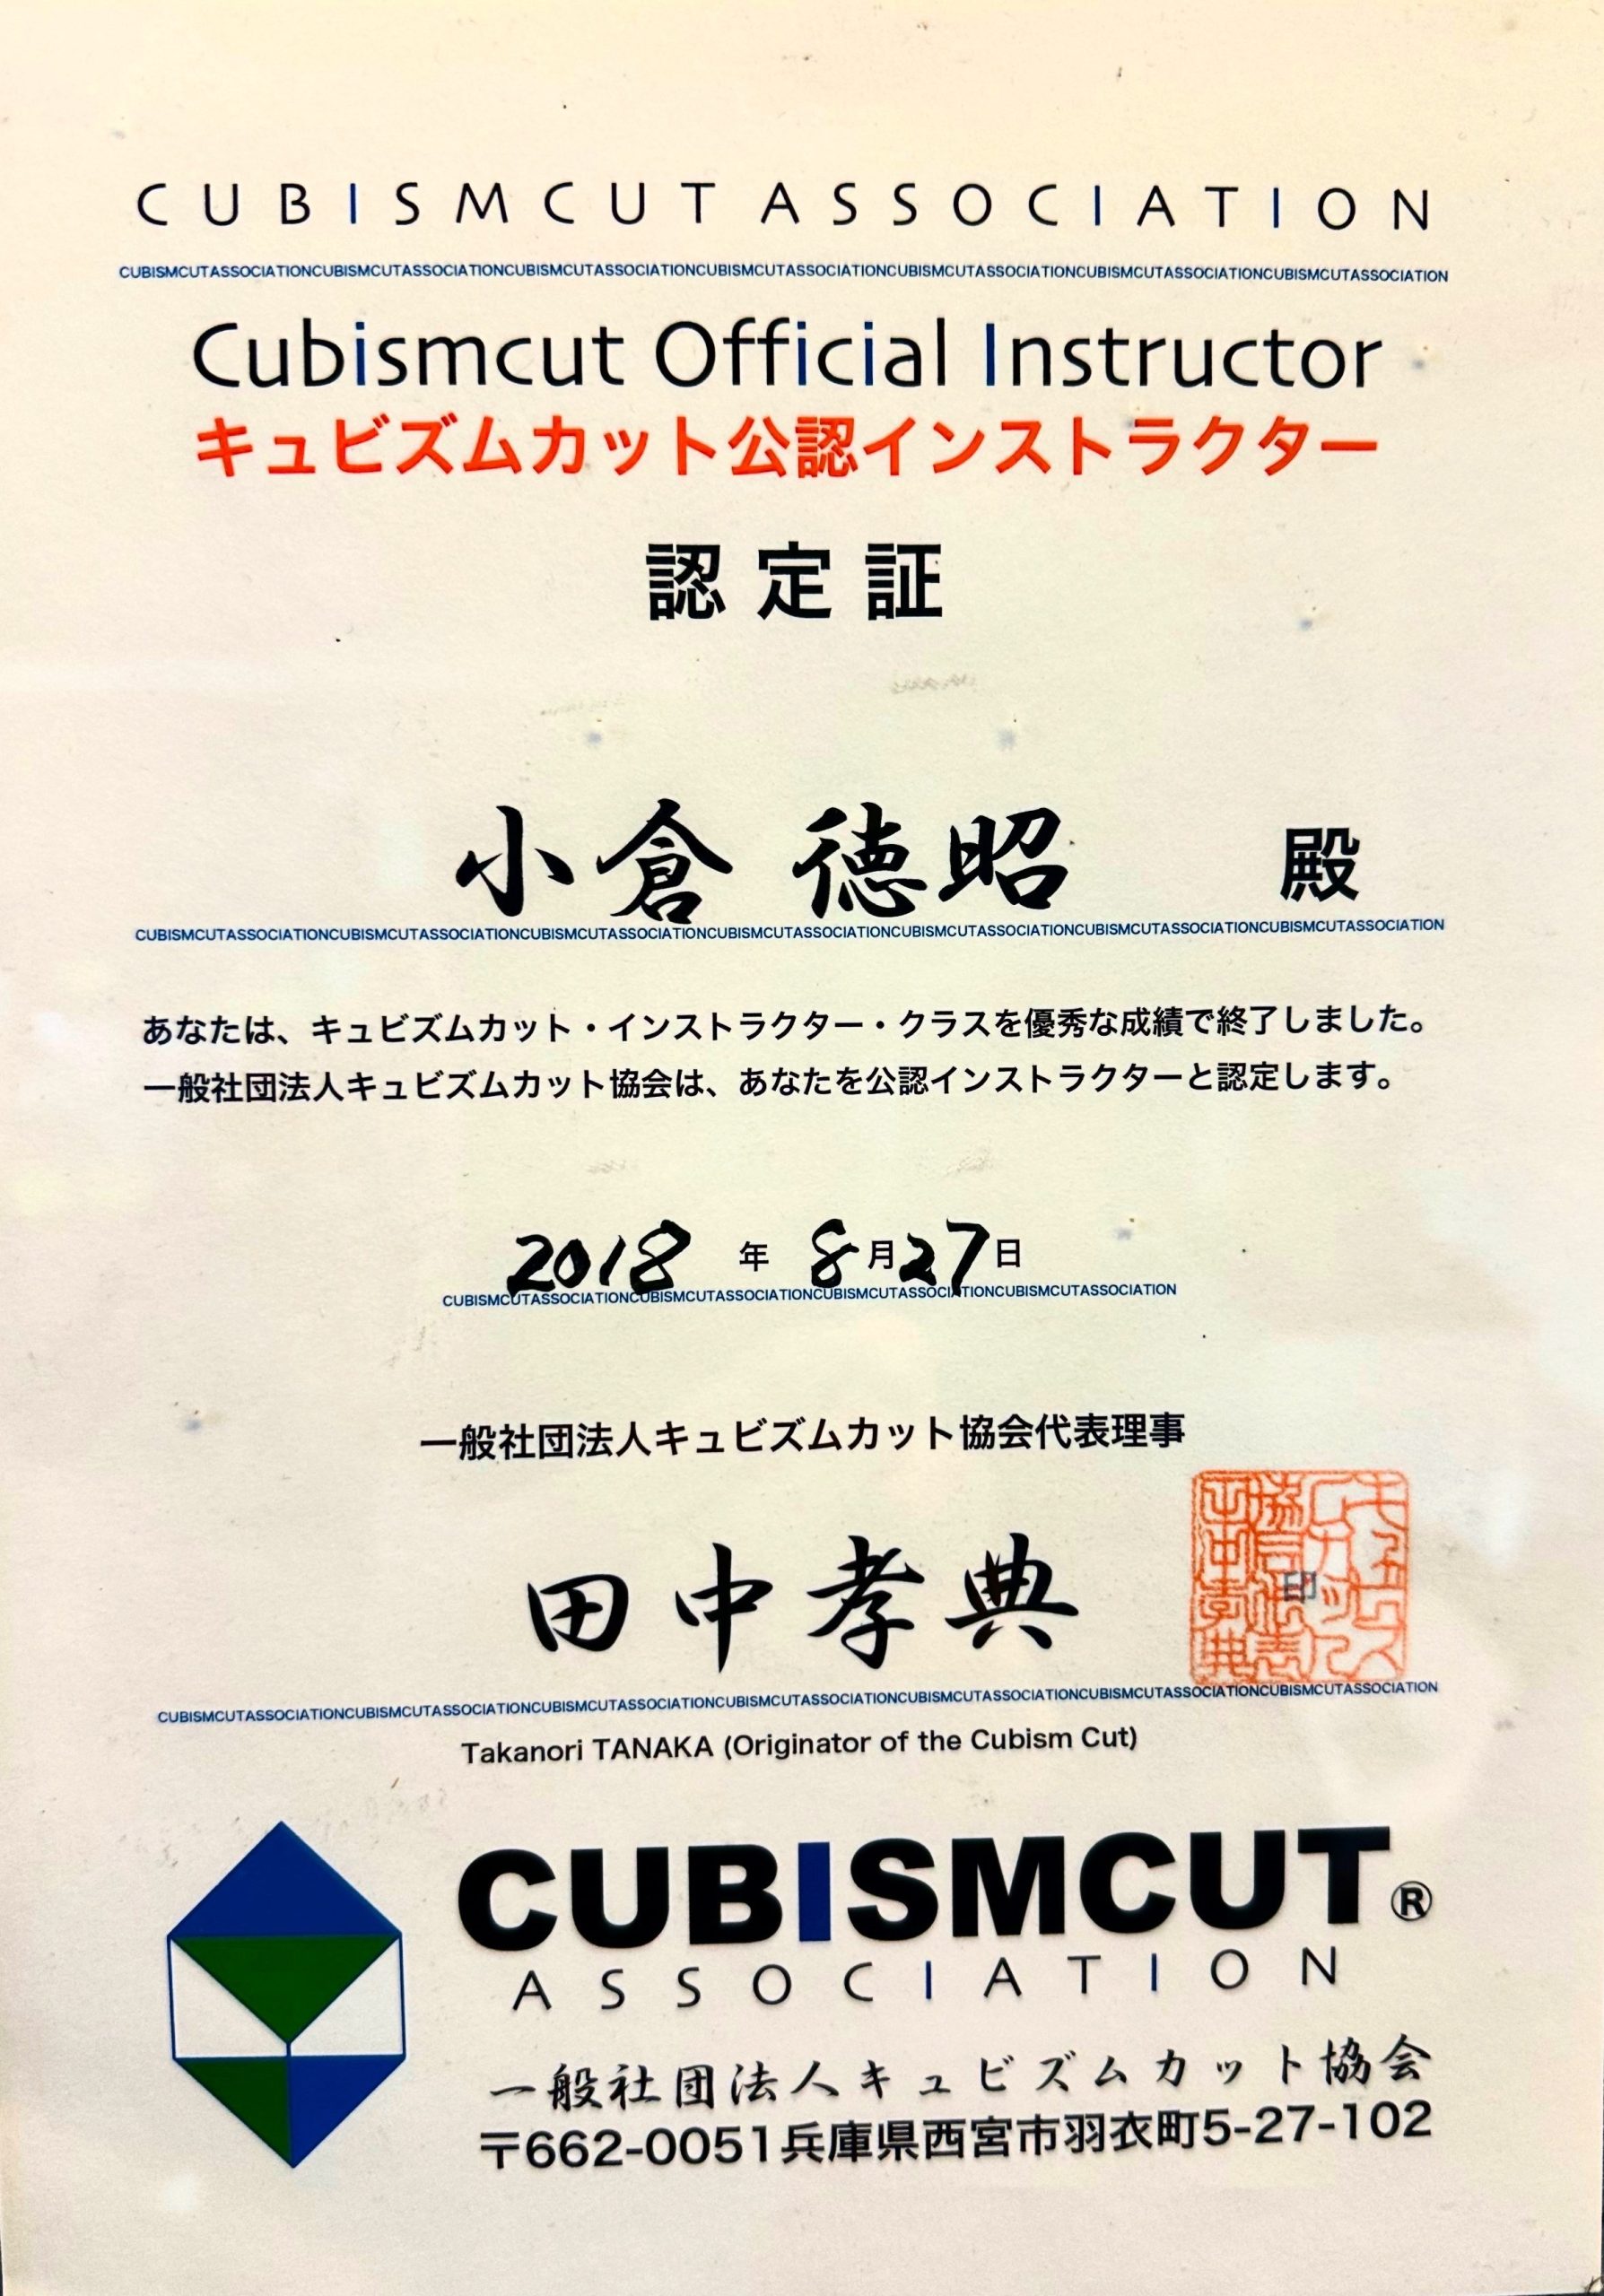 CUBISMCUT ASSOCIATION
CUBISMCUTASSOCIATIONCUBISMCUTASSOCIATIONCUBISMCUTASSOCIATIONCUBISMCUTASSOCIATIONCUBISMCUTASSOCIATIONCUBISMCUTASSOCIATIONCUBISMCUTASSOCIATION
Cubismcut Official Instructor
キュビズムカット公認インストラクター
認定証
小倉 徳昭 殿
CUBISMCUTASSOCIATIONCUBISMCUTASSOCIATIONCUBISMCUTASSOCIATIONCUBISMCUTASSOCIATIONCUBISMCUTASSOCIATIONCUBISMCUTASSOCIATIONCUBISMCUTASSOCIATION
あなたは、キュビズムカット・インストラクター・クラスを優秀な成績で終了しました。
一般社団法人キュビズムカット協会は、あなたを公認インストラクターと認定します。
2018 年 8月27日
CUBISMCUTASSOCIATIONCUBISMCUTASSOCIATIONCUBISMCUTASSOCIATIONCUBISMCUTASSOCIATION
一般社団法人キュビズムカット協会代表理事
田中孝典 印
CUBISMCUTASSOCIATIONCUBISMCUTASSOCIATIONCUBISMCUTASSOCIATIONCUBISMCUTASSOCIATIONCUBISMCUTASSOCIATIONCUBISMCUTASSOCIATIONCUBISMCUTASSOCIATION
Takanori TANAKA (Originator of the Cubism Cut)
CUBISMCUT®
ASSOCIATION
一般社団法人キュビズムカット協会
〒662-0051兵庫県西宮市羽衣町5-27-102